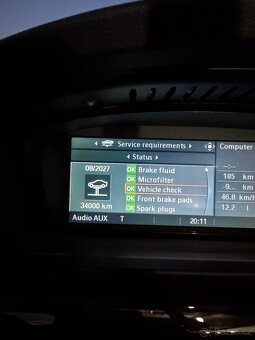 Service requirements
Computer
Status
08/2027
OK Brake fluid
OK Microfilter
OK Vehicle check
OK Front brake pads
OK Spark plugs
34000 km
--:--
185 km
-9... km
46.8 km/h
12.2 l
Audio AUX T 20:11